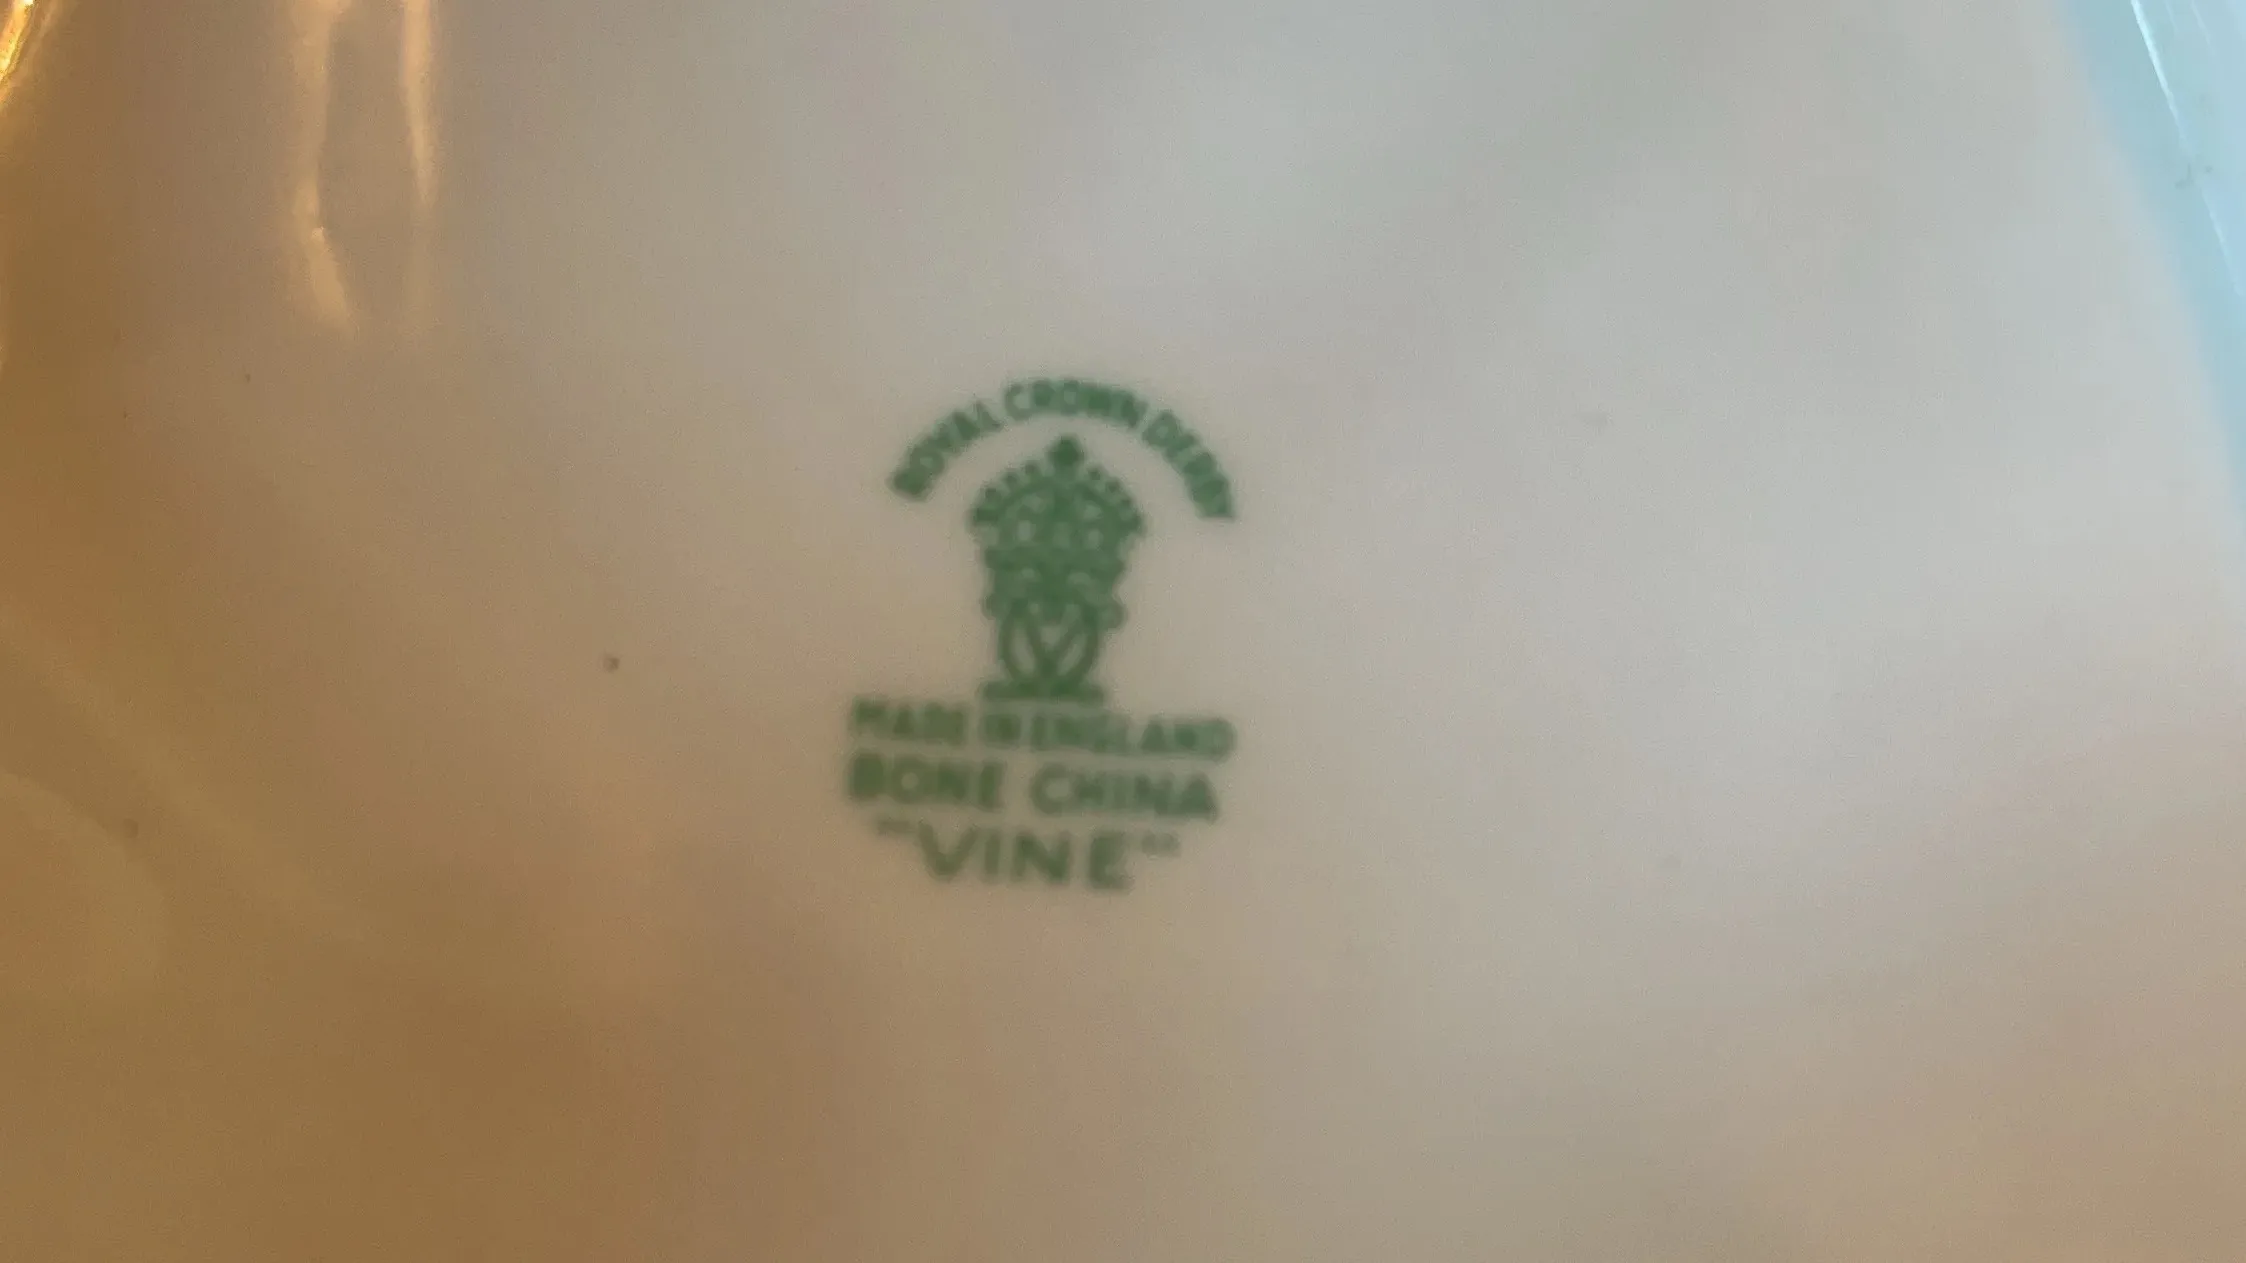 ROYAL CROWN DERBY
MADE IN ENGLAND
BONE CHINA
"VINE"